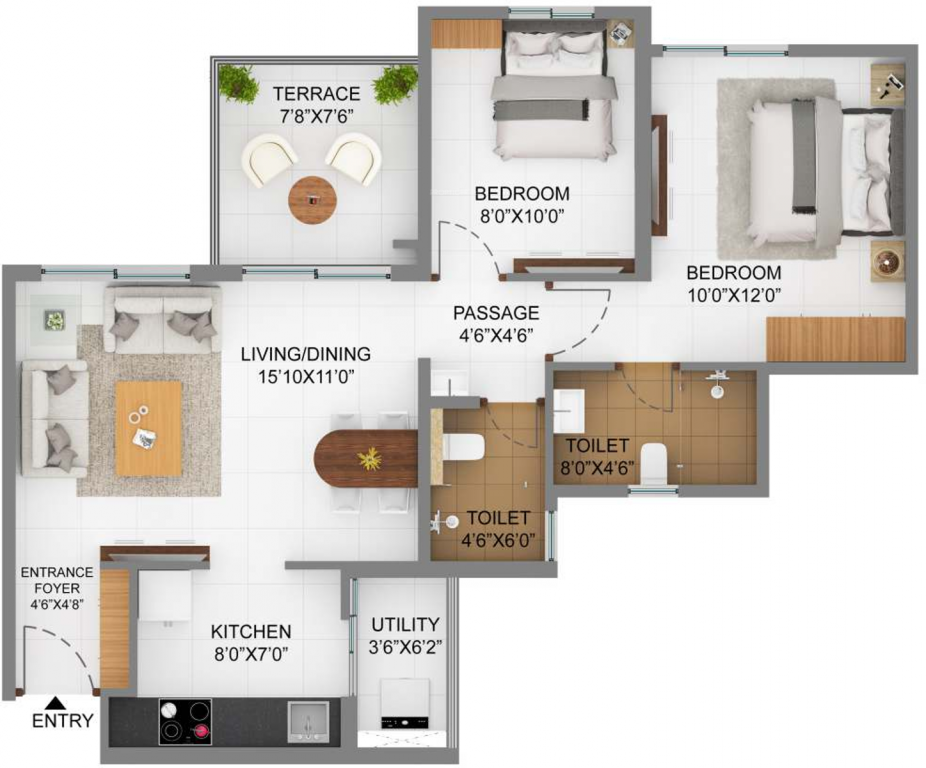 TERRACE
7'8"X7'6"
BEDROOM
8'0"X10'0"
BEDROOM
10'0"X12'0"
PASSAGE
4'6"X4'6"
LIVING/DINING
15'10X11'0"
TOILET
8'0"X4'6"
TOILET
4'6"X6'0"
ENTRANCE
FOYER
4'6"X4'8"
KITCHEN
8'0"X7'0"
UTILITY
3'6"X6'2"
ENTRY